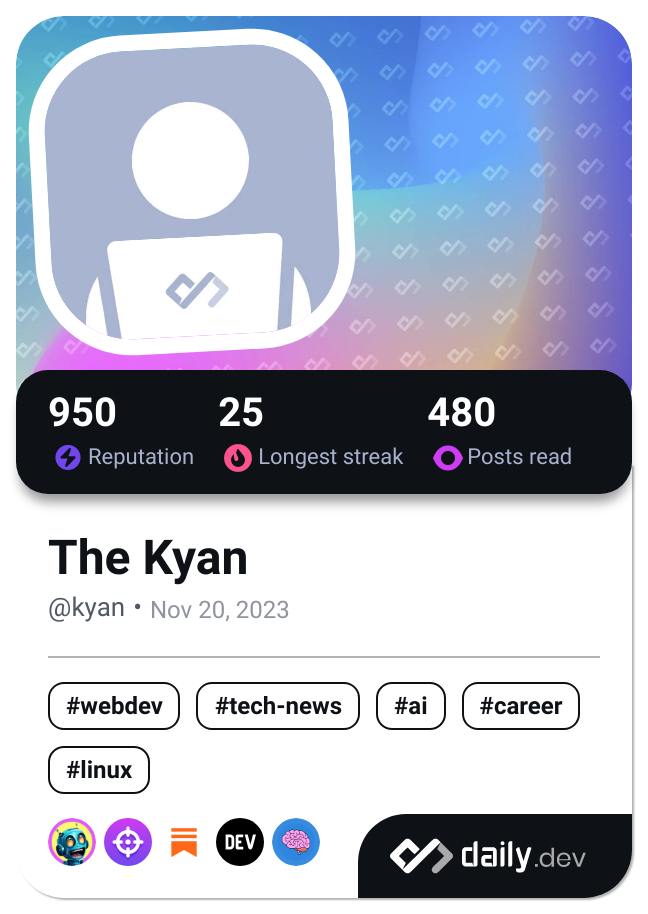 950 25 480
Reputation Longest streak Posts read
The Kyan
@kyan • Nov 20, 2023
#webdev #tech-news #ai #career
#linux
DEV
daily.dev